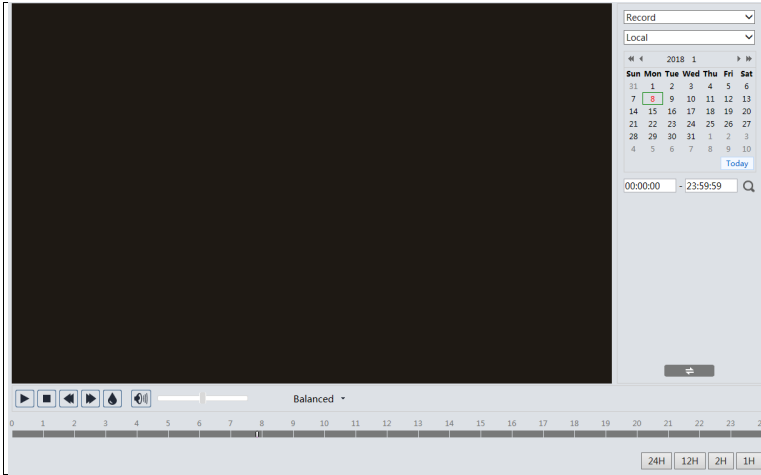 Record
Local
2018 1
Sun Mon Tue Wed Thu Fri Sat
31 1 2 3 4 5 6
7 8 9 10 11 12 13
14 15 16 17 18 19 20
21 22 23 24 25 26 27
28 29 30 31 1 2 3
4 5 6 7 8 9 10
Today
00:00:00 - 23:59:59
Balanced
0 1 2 3 4 5 6 7 8 9 10 11 12 13 14 15 16 17 18 19 20 21 22 23 2
24H 12H 2H 1H